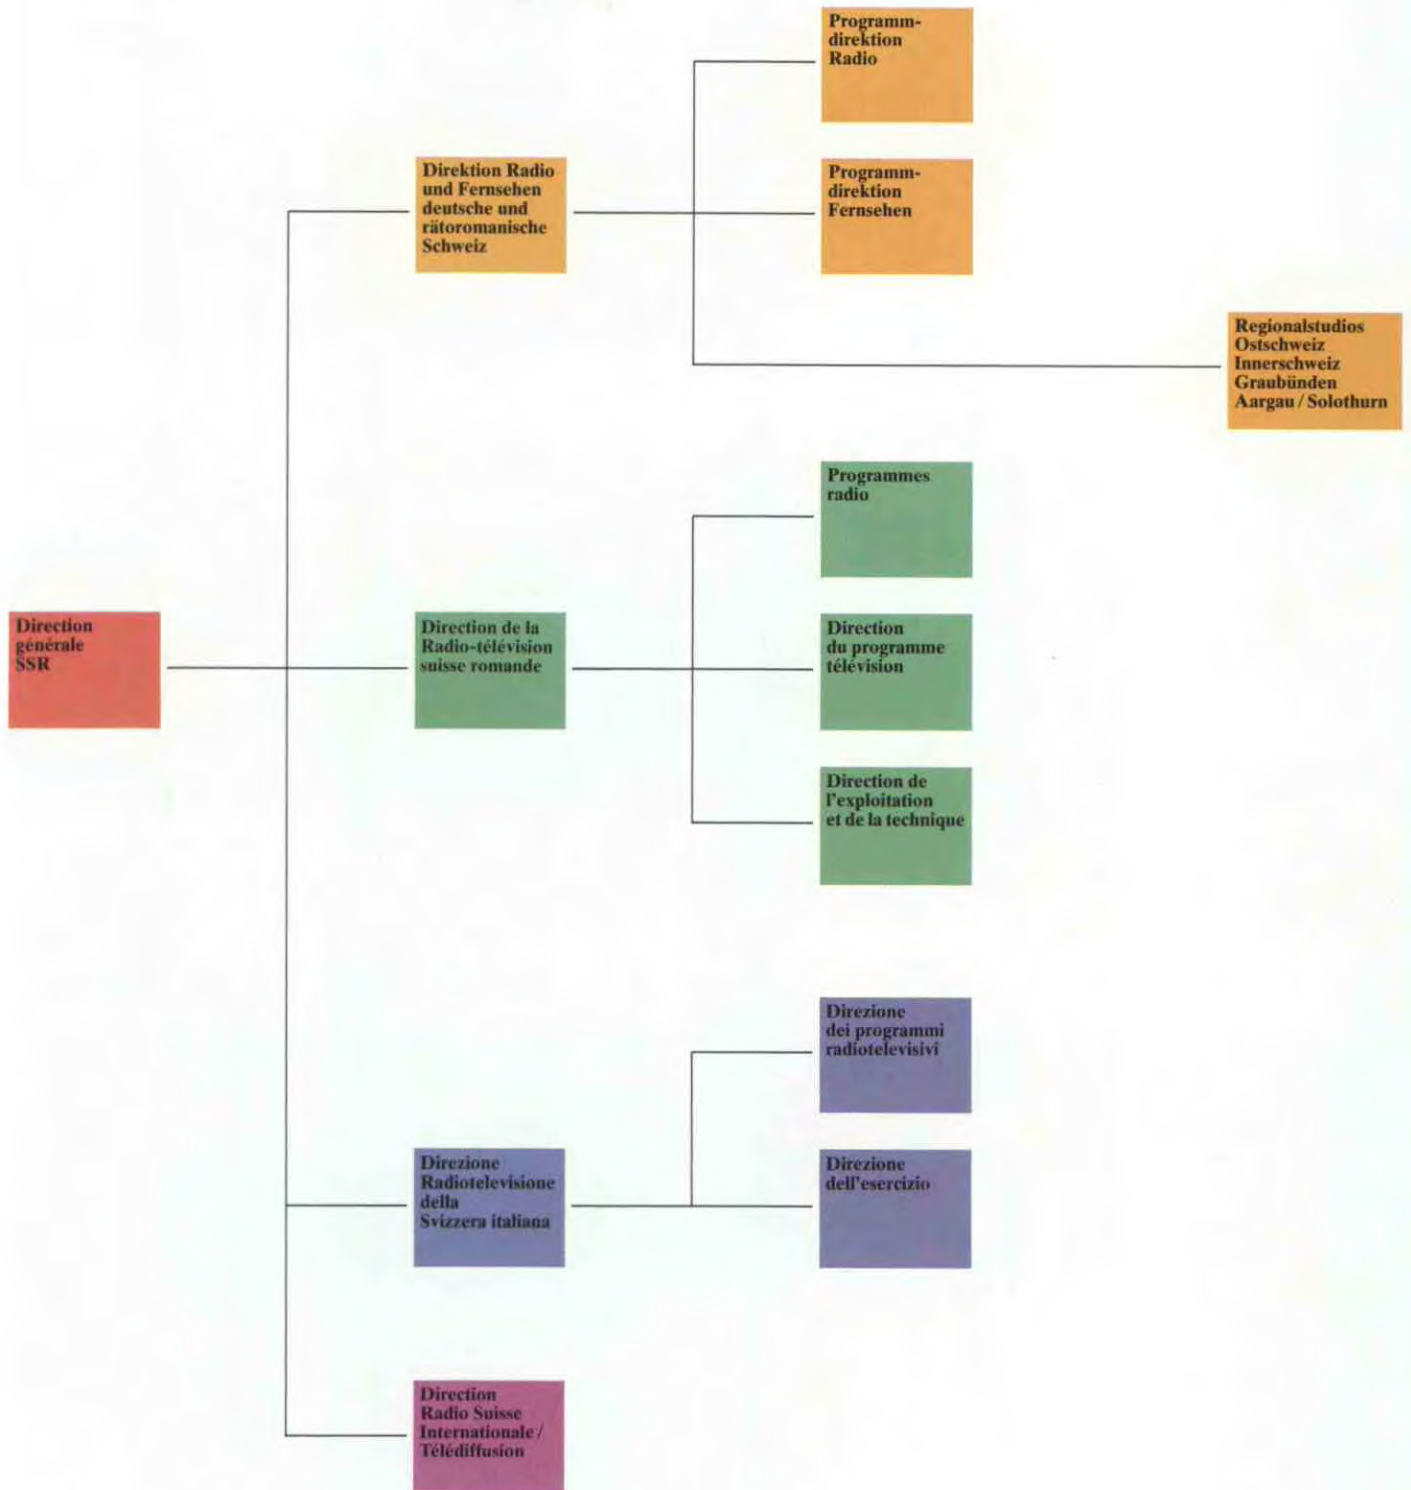 Programm-
direktion
Radio
Direktion Radio
und Fernsehen
deutsche und
rätoromanische
Schweiz
Programm-
direktion
Fernsehen
Regionalstudios
Ostschweiz
Innerschweiz
Graubünden
Aargau / Solothurn
Programmes
radio
Direction
générale
SSR
Direction de la
Radio-télévision
suisse romande
Direction
du programme
télévision
Direction de
l'exploitation
et de la technique
Direzione
dei programmi
radiotelevisivi
Direzione
Radiotelevisione
della
Svizzera italiana
Direzione
dell'esercizio
Direction
Radio Suisse
Internationale /
Télédiffusion